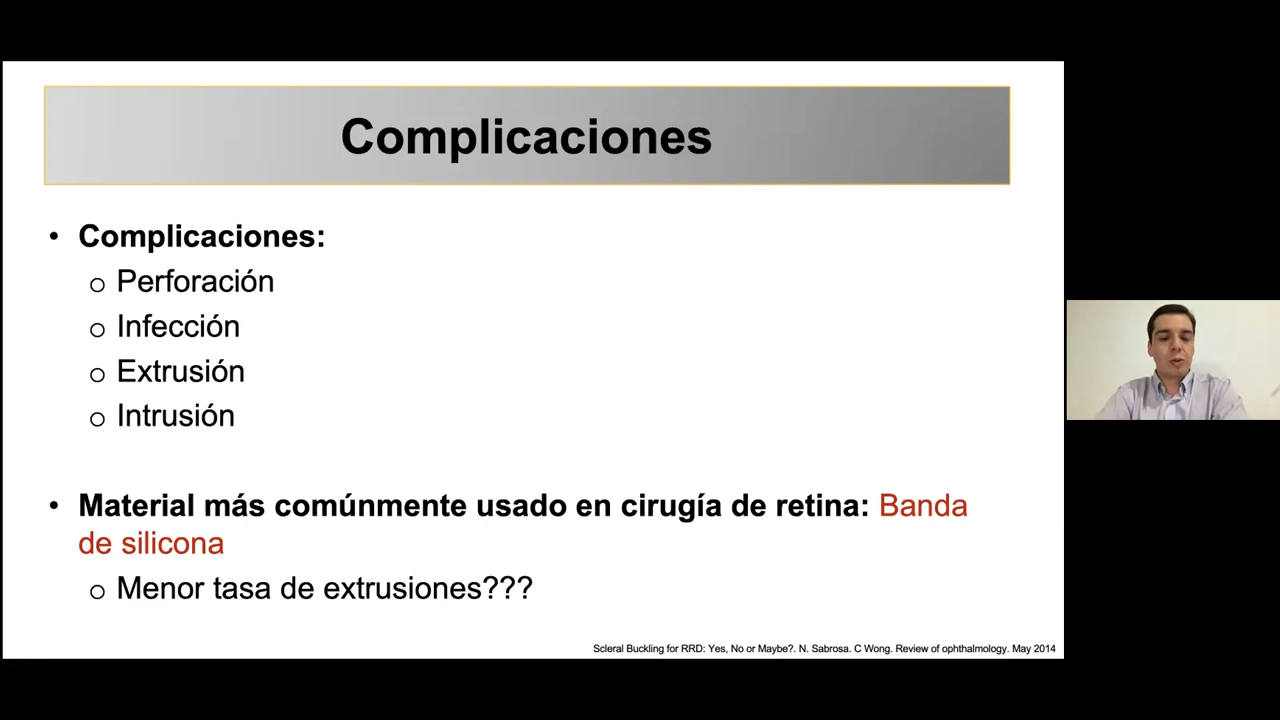 Complicaciones
• Complicaciones:
o Perforación
o Infección
o Extrusión
o Intrusión
• Material más comúnmente usado en cirugía de retina: Banda
de silicona
o Menor tasa de extrusiones???
Scleral Buckling for RRD: Yes, No or Maybe?. N. Sabrosa. C Wong. Review of ophthalmology. May 2014